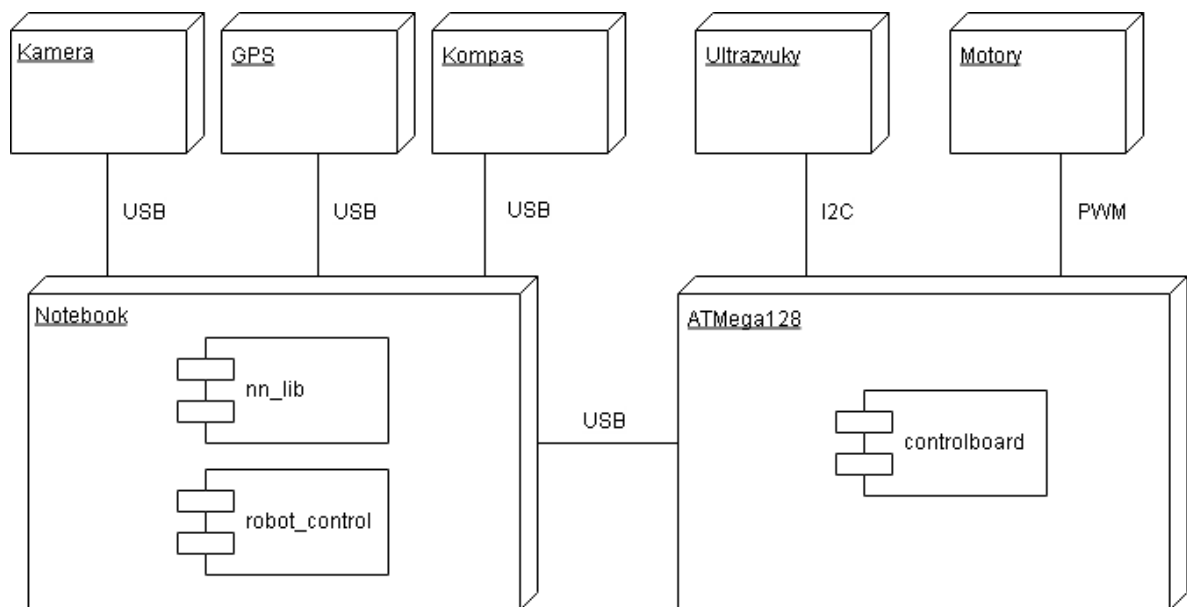 Kamera
GPS
Kompas
Ultrazvuky
Motory
USB
USB
USB
I2C
PWM
Notebook
ATMega128
nn_lib
USB
controlboard
robot_control